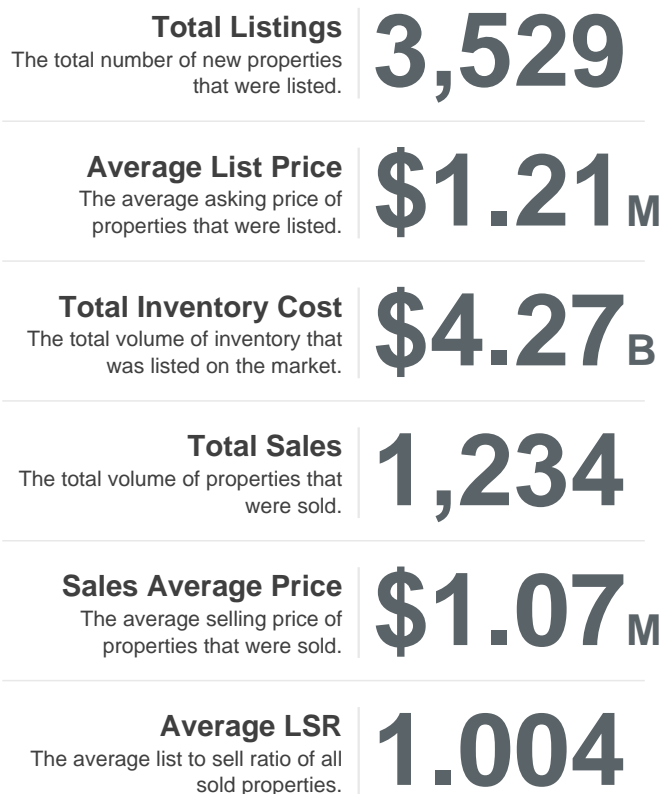 Total Listings
The total number of new properties
that were listed.
3,529
Average List Price
The average asking price of
properties that were listed.
$1.21 M
Total Inventory Cost
The total volume of inventory that
was listed on the market.
$4.27 B
Total Sales
The total volume of properties that
were sold.
1,234
Sales Average Price
The average selling price of
properties that were sold.
$1.07 M
Average LSR
The average list to sell ratio of all
sold properties.
1.004